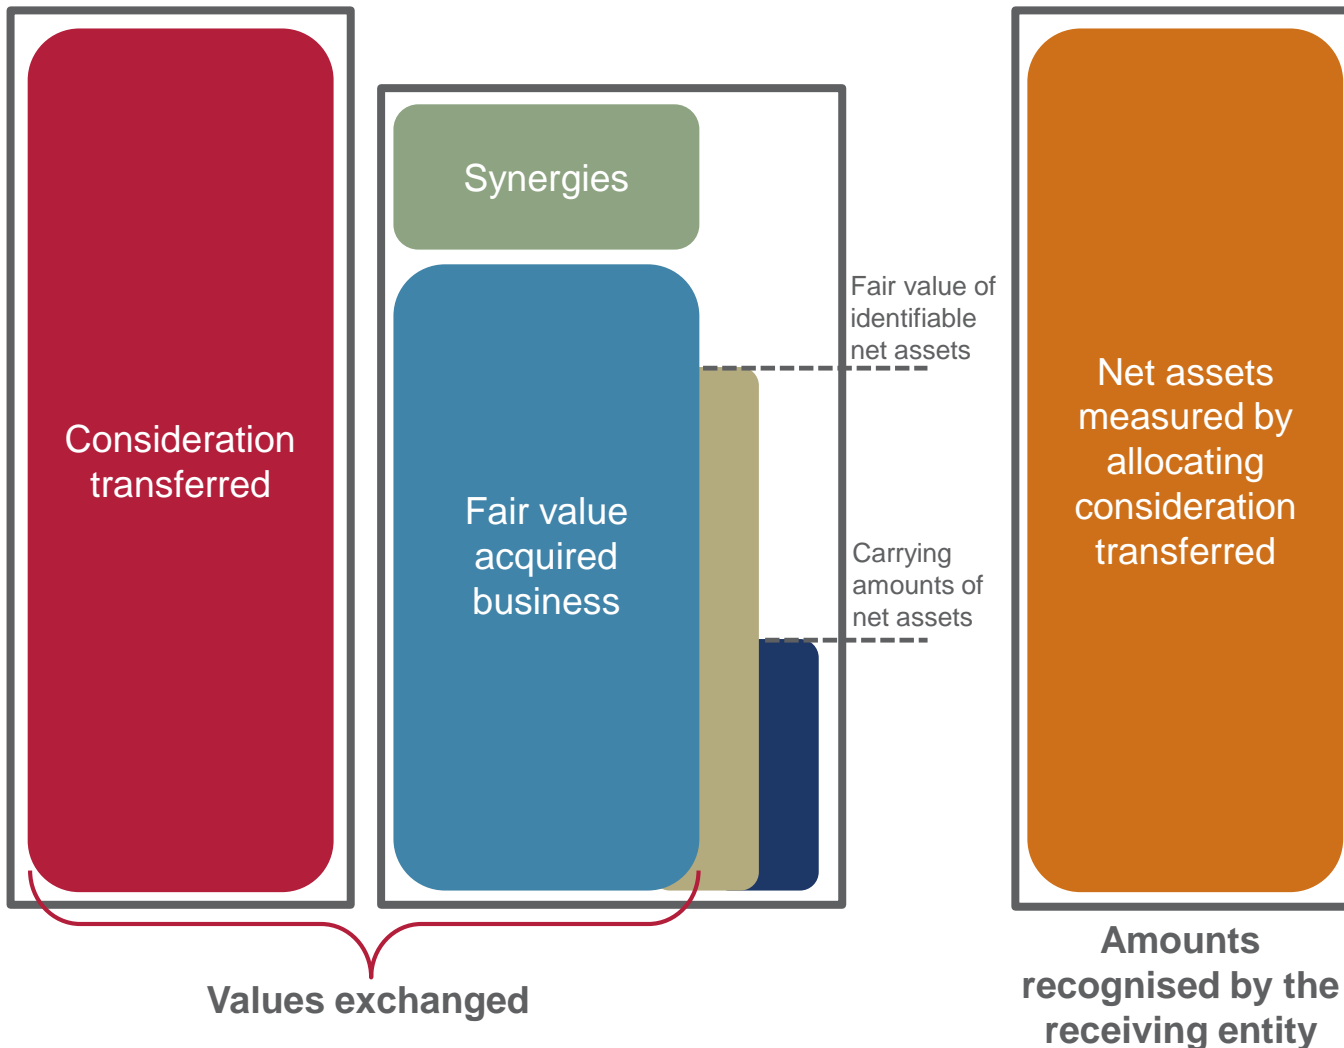 Consideration
transferred
Synergies
Fair value
acquired
business
Fair value of
identifiable
net assets
Carrying
amounts of
net assets
Net assets
measured by
allocating
consideration
transferred
Values exchanged
Amounts
recognised by the
receiving entity